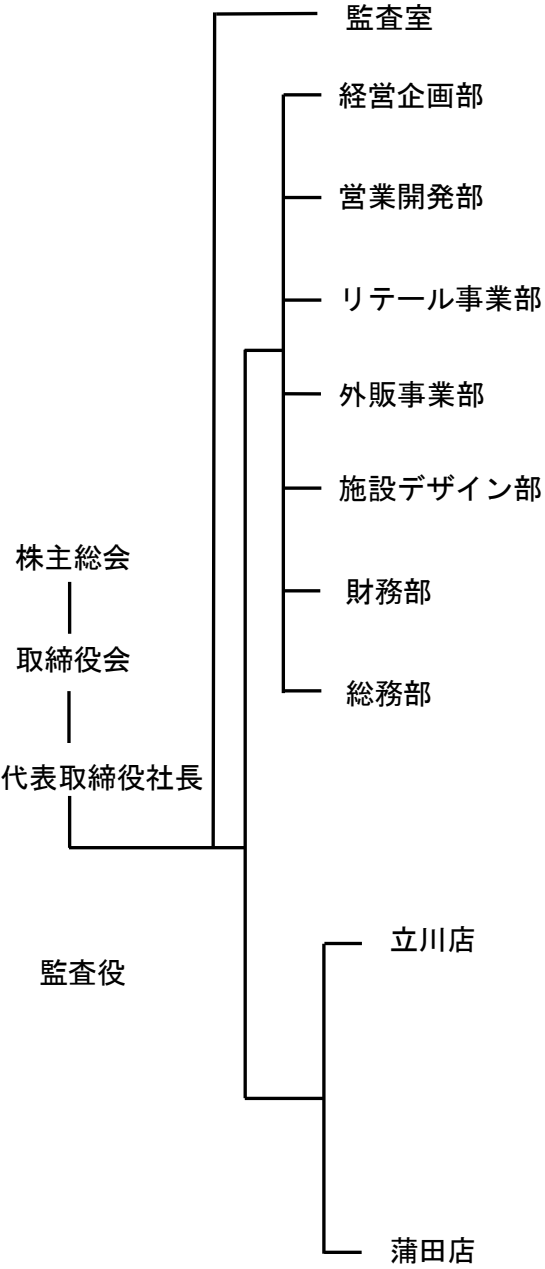 監査室
経営企画部
営業開発部
リテール事業部
外販事業部
施設デザイン部
株主総会
財務部
取締役会
総務部
代表取締役社長
立川店
監査役
蒲田店